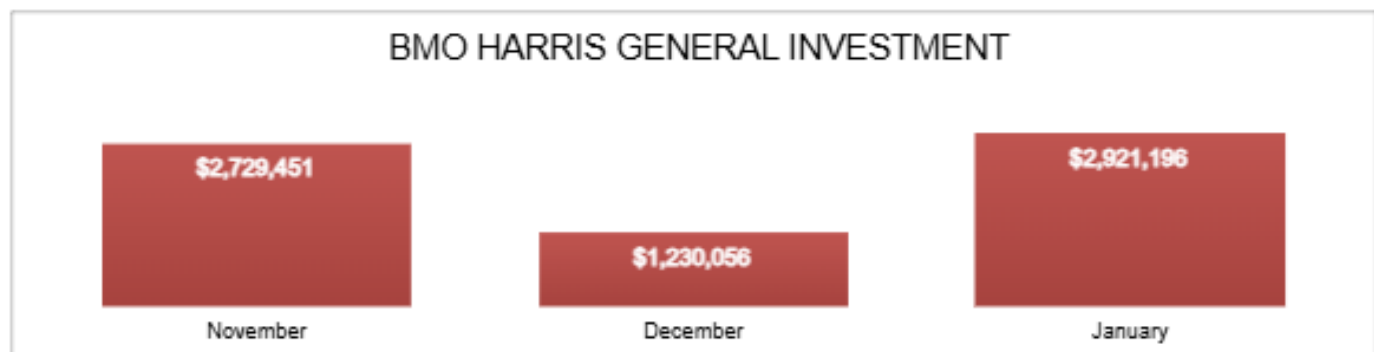 BMO HARRIS GENERAL INVESTMENT
$2,729,451
$1,230,056
$2,921,196
November
December
January